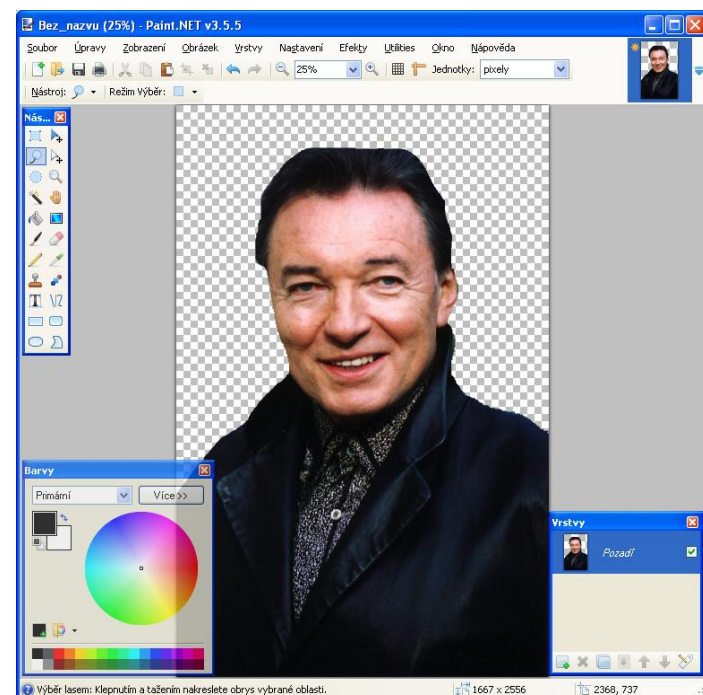 Bez_nazvu (25%) - Paint.NET v3.5.5
Soubor Úpravy Zobrazení Obrázek Vrstvy Nastavení Efekty Utilities Okno Nápověda
25% Jednotky: pixely
Nástroj: Režim Výběr:
Nás...
Barvy
Primární Více >>
Vrstvy
Pozadí
Výběr lasem: Klepnutím a tažením nakreslete obrys vybrané oblasti. 1667 x 2556 2368, 737